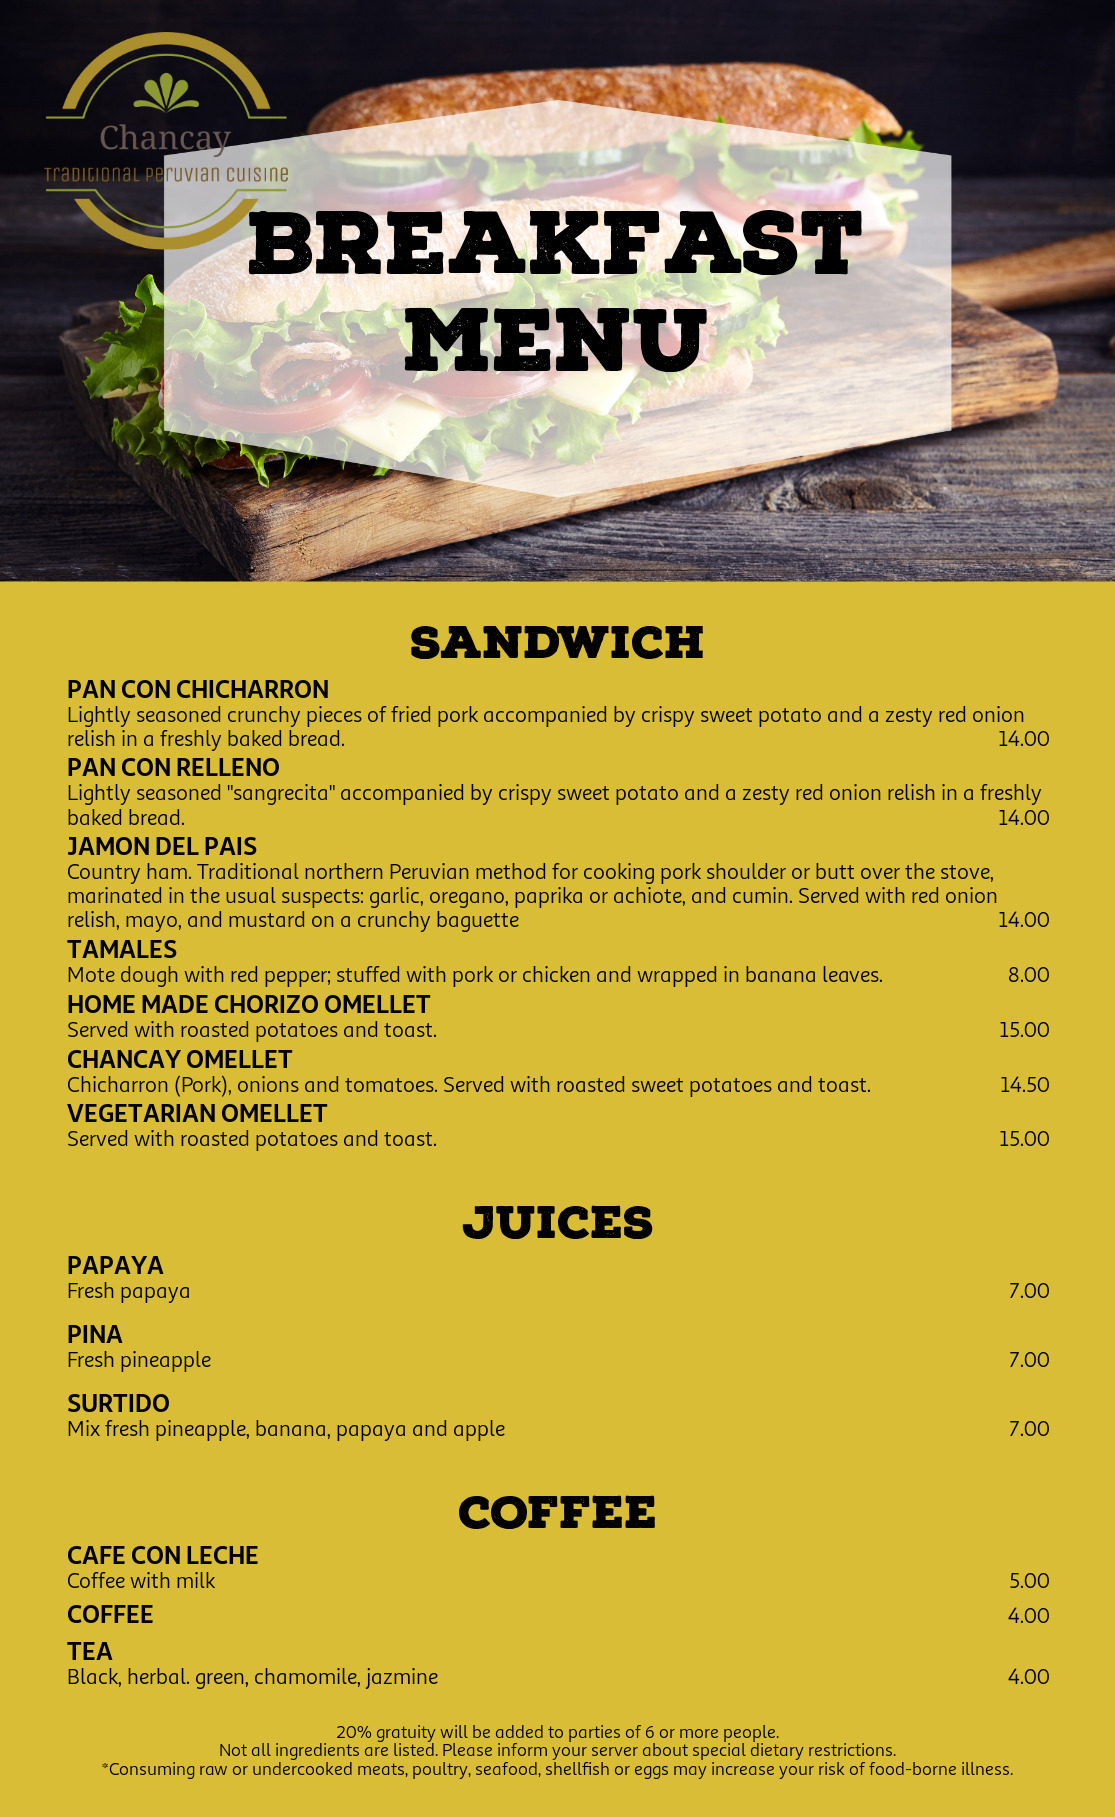 Chancay
Traditional Peruvian Cuisine
BREAKFAST
MENU
SANDWICH
PAN CON CHICHARRON
Lightly seasoned crunchy pieces of fried pork accompanied by crispy sweet potato and a zesty red onion
relish in a freshly baked bread. 14.00
PAN CON RELLENO
Lightly seasoned "sangrecita" accompanied by crispy sweet potato and a zesty red onion relish in a freshly
baked bread. 14.00
JAMON DEL PAIS
Country ham. Traditional northern Peruvian method for cooking pork shoulder or butt over the stove,
marinated in the usual suspects: garlic, oregano, paprika or achiote, and cumin. Served with red onion
relish, mayo, and mustard on a crunchy baguette 14.00
TAMALES
Mote dough with red pepper; stuffed with pork or chicken and wrapped in banana leaves. 8.00
HOME MADE CHORIZO OMELLET
Served with roasted potatoes and toast. 15.00
CHANCAY OMELLET
Chicharron (Pork), onions and tomatoes. Served with roasted sweet potatoes and toast. 14.50
VEGETARIAN OMELLET
Served with roasted potatoes and toast. 15.00
JUICES
PAPAYA
Fresh papaya 7.00
PINA
Fresh pineapple 7.00
SURTIDO
Mix fresh pineapple, banana, papaya and apple 7.00
COFFEE
CAFE CON LECHE
Coffee with milk 5.00
COFFEE 4.00
TEA
Black, herbal. green, chamomile, jazmine 4.00
20% gratuity will be added to parties of 6 or more people.
Not all ingredients are listed. Please inform your server about special dietary restrictions.
*Consuming raw or undercooked meats, poultry, seafood, shellfish or eggs may increase your risk of food-borne illness.